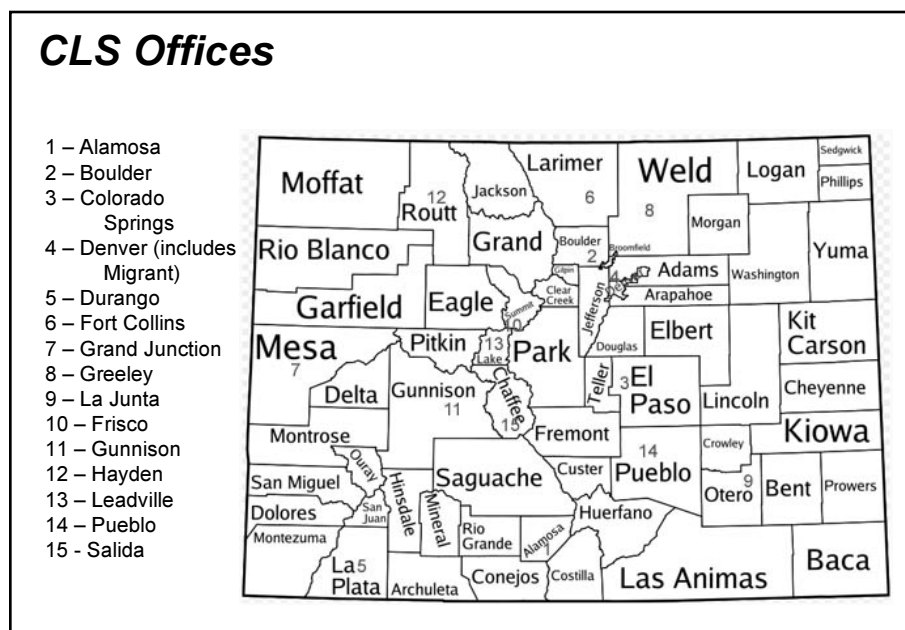 CLS Offices
1 – Alamosa
2 – Boulder
3 – Colorado
Springs
4 – Denver (includes
Migrant)
5 – Durango
6 – Fort Collins
7 – Grand Junction
8 – Greeley
9 – La Junta
10 – Frisco
11 – Gunnison
12 – Hayden
13 – Leadville
14 – Pueblo
15 - Salida
Moffat
12
Routt
Jackson
Larimer
6
Weld
8
Logan
Sedgwick
Phillips
Morgan
Rio Blanco
Grand
Boulder
2
Broomfield
Gilpin
Clear
Creek
4
Adams
Arapahoe
Washington
Yuma
Garfield
Eagle
Summit
10
Jefferson
Douglas
Elbert
Kit
Carson
Mesa
7
Pitkin
13
Lake
Park
Teller
3
El
Paso
Lincoln
Cheyenne
Delta
Gunnison
11
Chaffee
15
Fremont
Kiowa
Montrose
Ouray
Saguache
Custer
14
Pueblo
Crowley
9
Otero
Bent
Prowers
San Miguel
Dolores
San
Juan
Hinsdale
Mineral
Rio
Grande
Alamosa
Huerfano
Montezuma
La 5
Plata
Archuleta
Conejos
Costilla
Las Animas
Baca